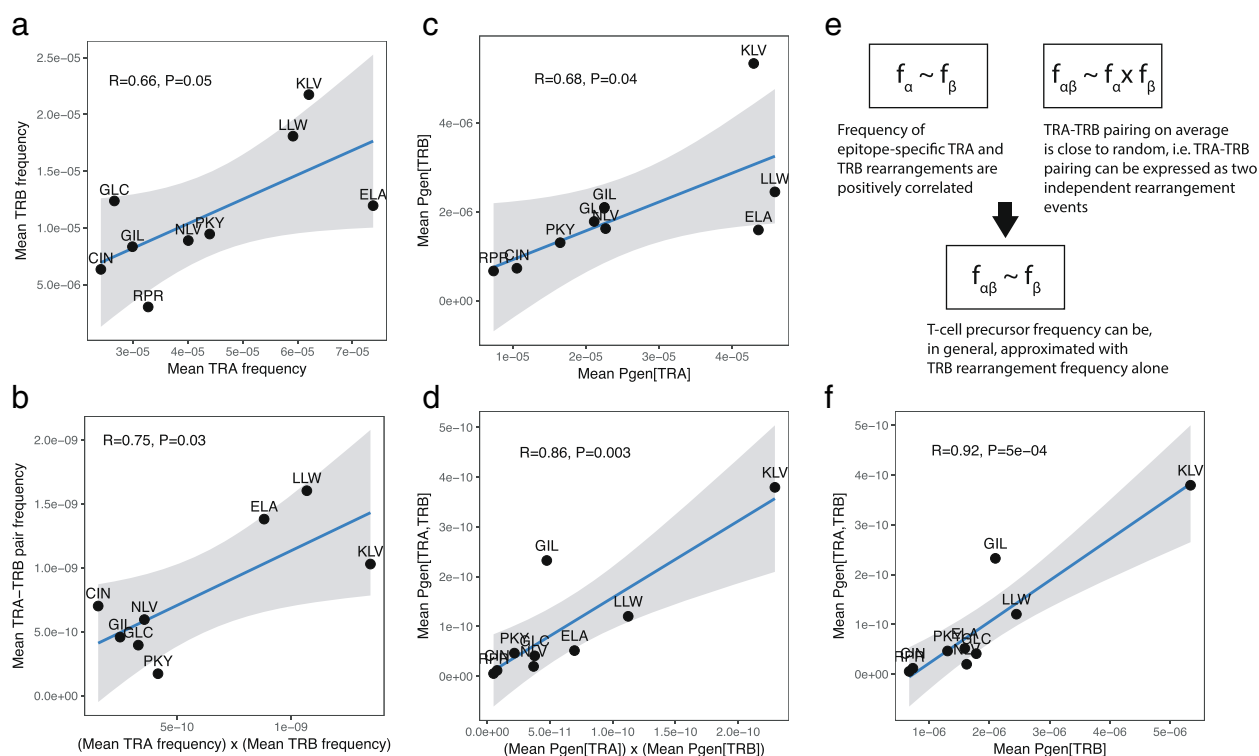 a
R=0.66, P=0.05
Mean TRB frequency
2.5e−05
2.0e−05
1.5e−05
1.0e−05
5.0e−06
KLV
LLW
GLC
ELA
GIL
NLV
PKY
CIN
RPR
3e−05 4e−05 5e−05 6e−05 7e−05
Mean TRA frequency
b
R=0.75, P=0.03
Mean TRA−TRB pair frequency
2.0e−09
1.5e−09
1.0e−09
5.0e−10
0.0e+00
LLW
ELA
KLV
CIN
NLV
GIL
GLC
PKY
5e−10 1e−09
(Mean TRA frequency) x (Mean TRB frequency)
c
R=0.68, P=0.04
Mean Pgen[TRB]
4e−06
2e−06
0e+00
KLV
LLW
GIL
GLC
NLV
ELA
PKY
RPR
CIN
1e−05 2e−05 3e−05 4e−05
Mean Pgen[TRA]
d
R=0.86, P=0.003
Mean Pgen[TRA,TRB]
5e−10
4e−10
3e−10
2e−10
1e−10
0e+00
KLV
GIL
LLW
PKY
GLC
ELA
NLV
CIN
RPR
0.0e+00 5.0e−11 1.0e−10 1.5e−10 2.0e−10
(Mean Pgen[TRA]) x (Mean Pgen[TRB])
e
fα ~ fβ
Frequency of
epitope-specific TRA and
TRB rearrangements are
positively correlated
fαβ ~ fα x fβ
TRA-TRB pairing on average
is close to random, i.e. TRA-TRB
pairing can be expressed as two
independent rearrangement
events
fαβ ~ fβ
T-cell precursor frequency can be,
in general, approximated with
TRB rearrangement frequency alone
f
R=0.92, P=5e−04
Mean Pgen[TRA,TRB]
5e−10
4e−10
3e−10
2e−10
1e−10
0e+00
KLV
GIL
LLW
ELA
PKY
GLC
NLV
CIN
RPR
1e−06 2e−06 3e−06 4e−06 5e−06
Mean Pgen[TRB]